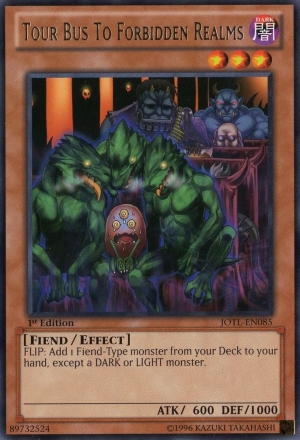 TOUR BUS TO FORBIDDEN REALMS
DARK
闇
1st Edition
JOTL-EN085
[FIEND / EFFECT]
FLIP: Add 1 Fiend-Type monster from your Deck to your
hand, except a DARK or LIGHT monster.
ATK/ 600 DEF/1000
89732524
©1996 KAZUKI TAKAHASHI